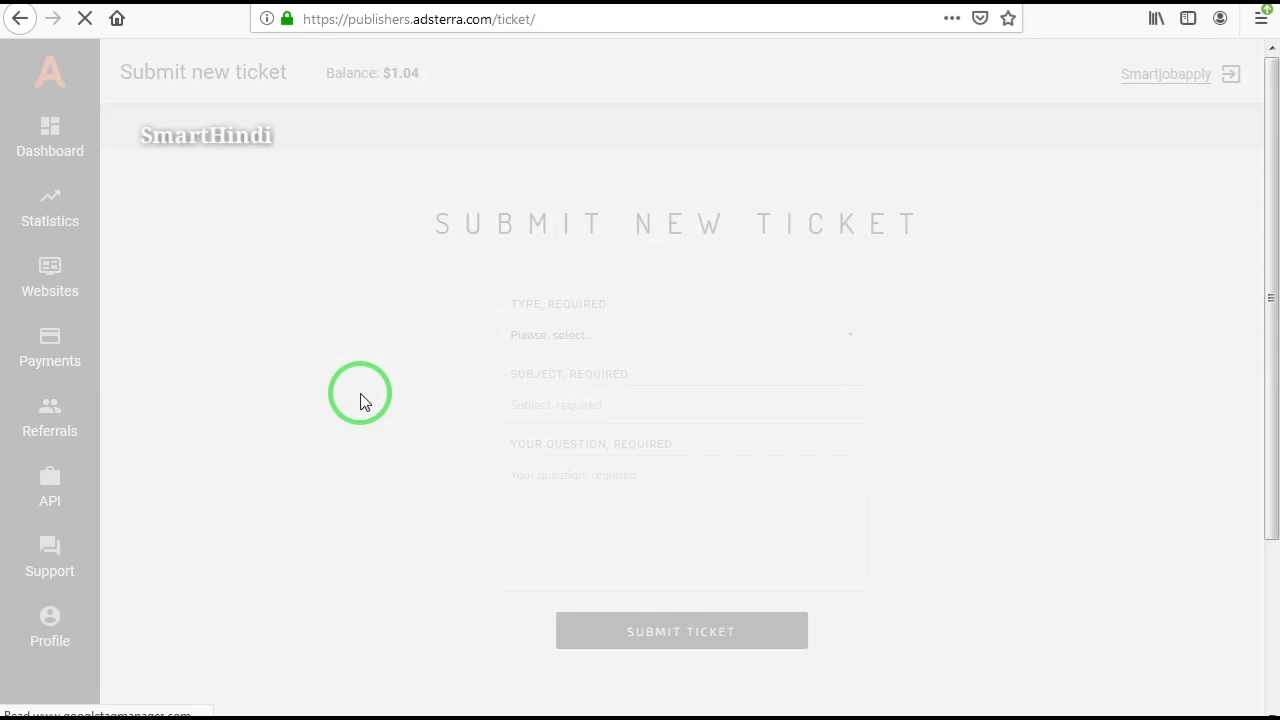 https://publishers.adsterra.com/ticket/
A
Submit new ticket
Balance: $1.04
Smartjobapply
SmartHindi
Dashboard
Statistics
Websites
Payments
Referrals
API
Support
Profile
SUBMIT NEW TICKET
TYPE, REQUIRED
Please, select..
SUBJECT, REQUIRED
Subject, required
YOUR QUESTION, REQUIRED
Your question, required
SUBMIT TICKET
Read www.googletagmanager.com